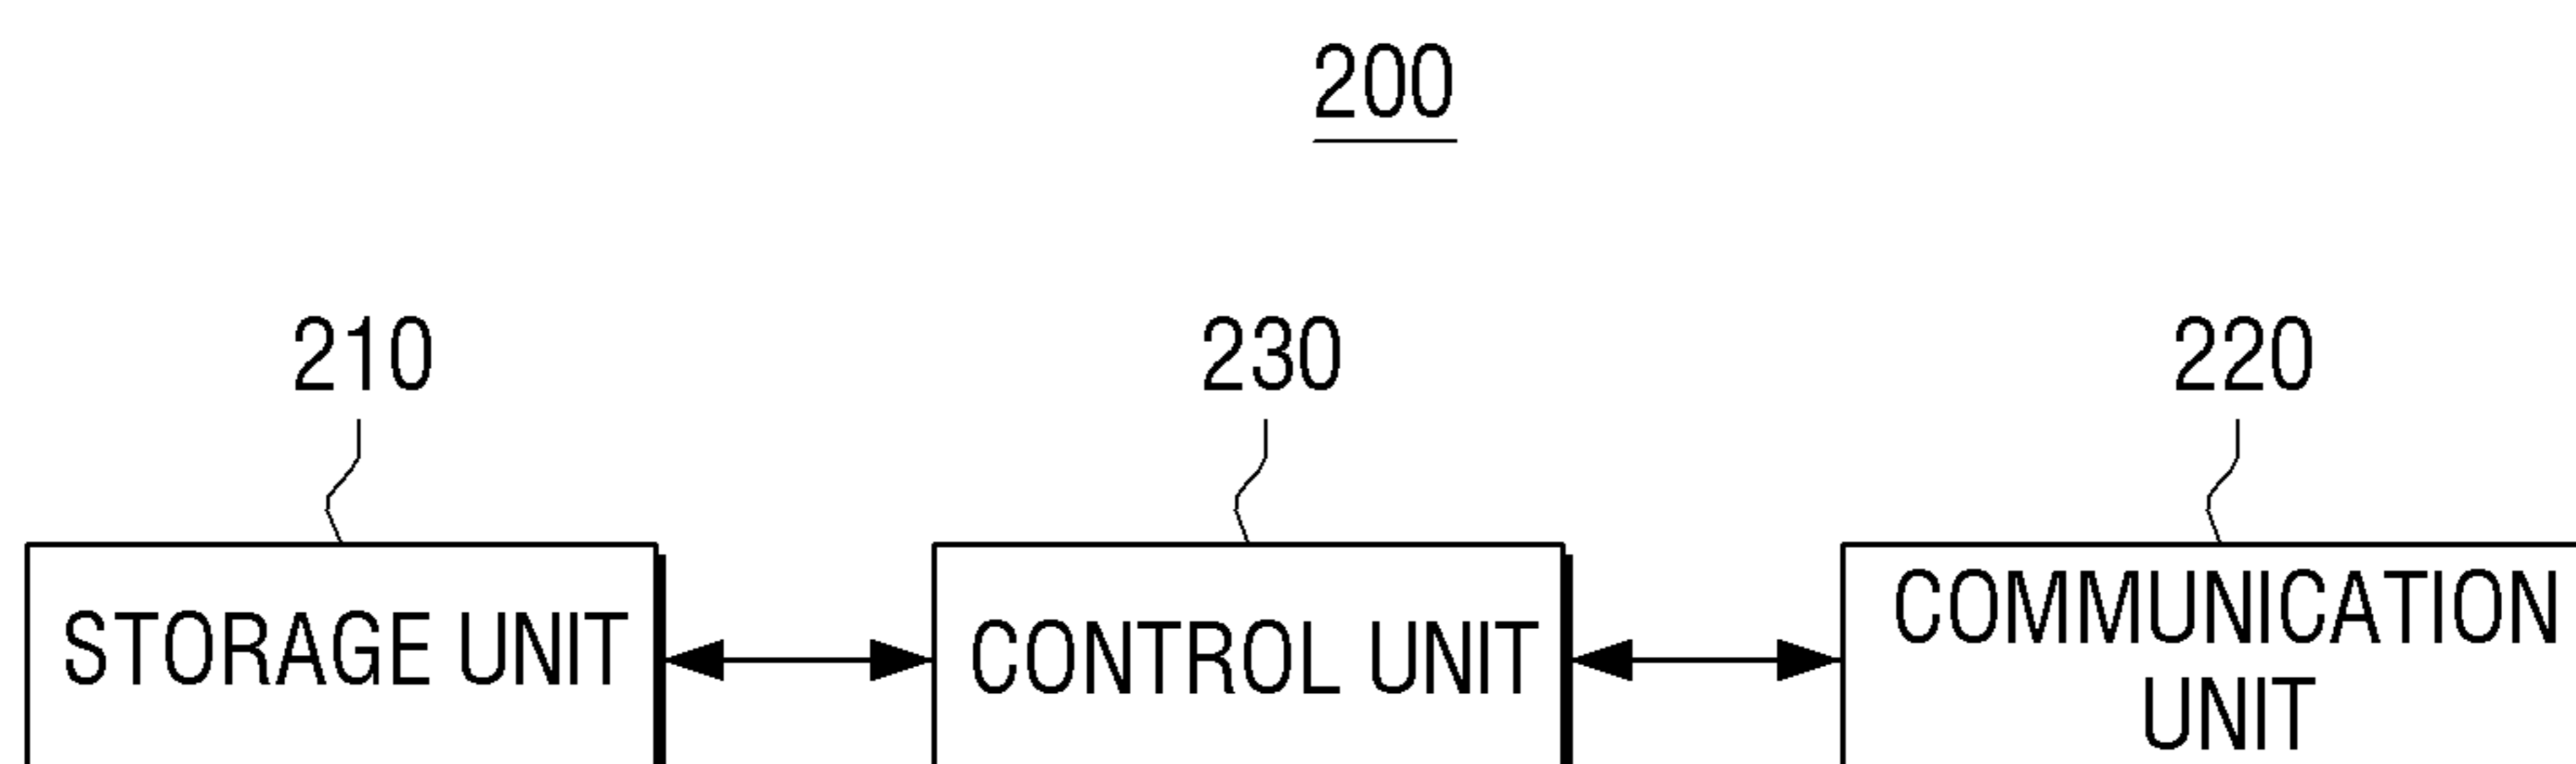 200
210
230
220
STORAGE UNIT
CONTROL UNIT
COMMUNICATION
UNIT